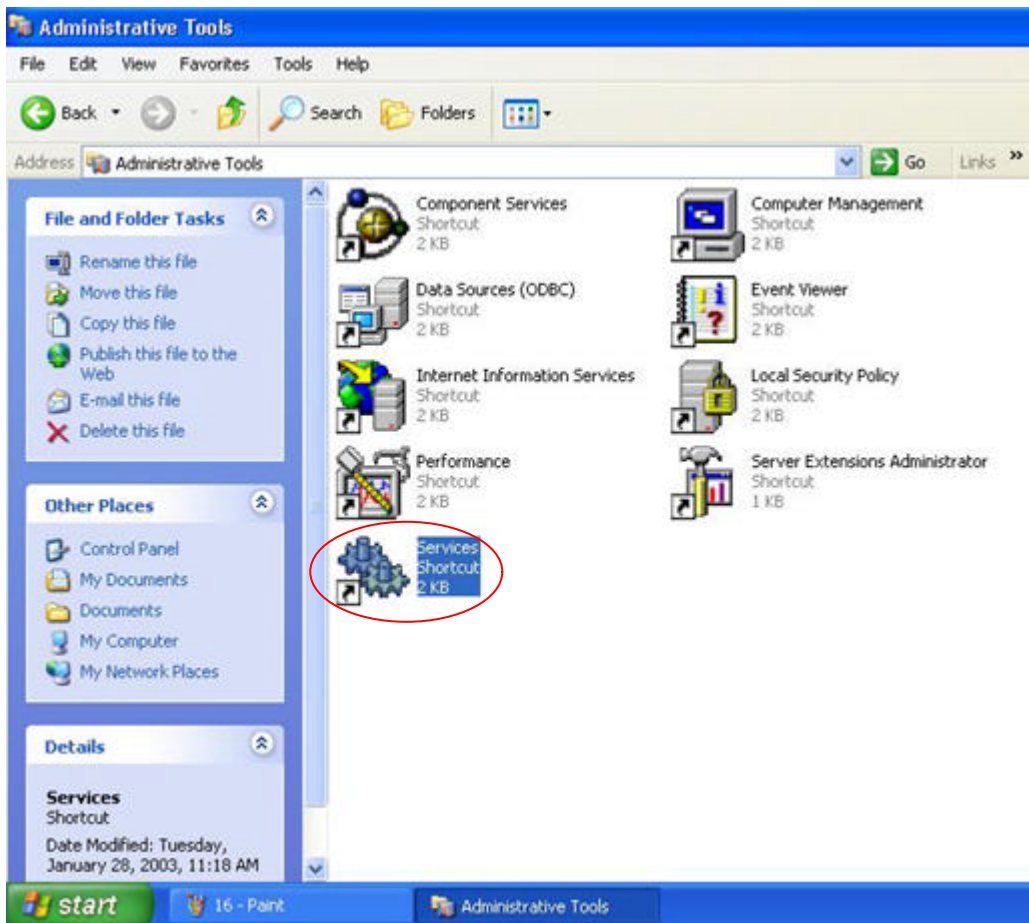 Administrative Tools
File Edit View Favorites Tools Help
Back Search Folders
Address Administrative Tools Go Links »
File and Folder Tasks
Rename this file
Move this file
Copy this file
Publish this file to the
Web
E-mail this file
Delete this file
Other Places
Control Panel
My Documents
Documents
My Computer
My Network Places
Details
Services
Shortcut
Date Modified: Tuesday,
January 28, 2003, 11:18 AM
Component Services
Shortcut
2 KB
Computer Management
Shortcut
2 KB
Data Sources (ODBC)
Shortcut
2 KB
Event Viewer
Shortcut
2 KB
Internet Information Services
Shortcut
2 KB
Local Security Policy
Shortcut
2 KB
Performance
Shortcut
2 KB
Server Extensions Administrator
Shortcut
1 KB
Services
Shortcut
2 KB
start 16 - Paint Administrative Tools